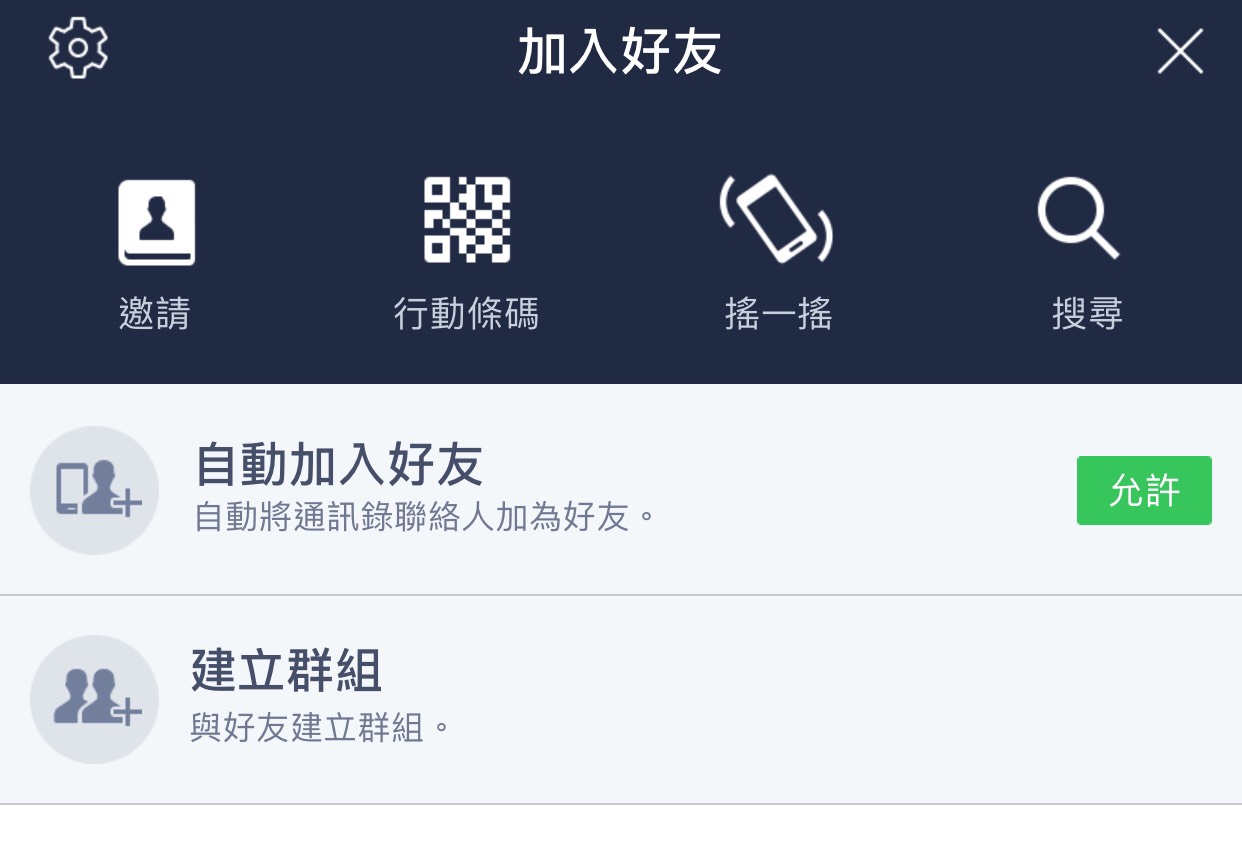 加入好友
邀請
行動條碼
搖一搖
搜尋
自動加入好友
自動將通訊錄聯絡人加為好友。
允許
建立群組
與好友建立群組。